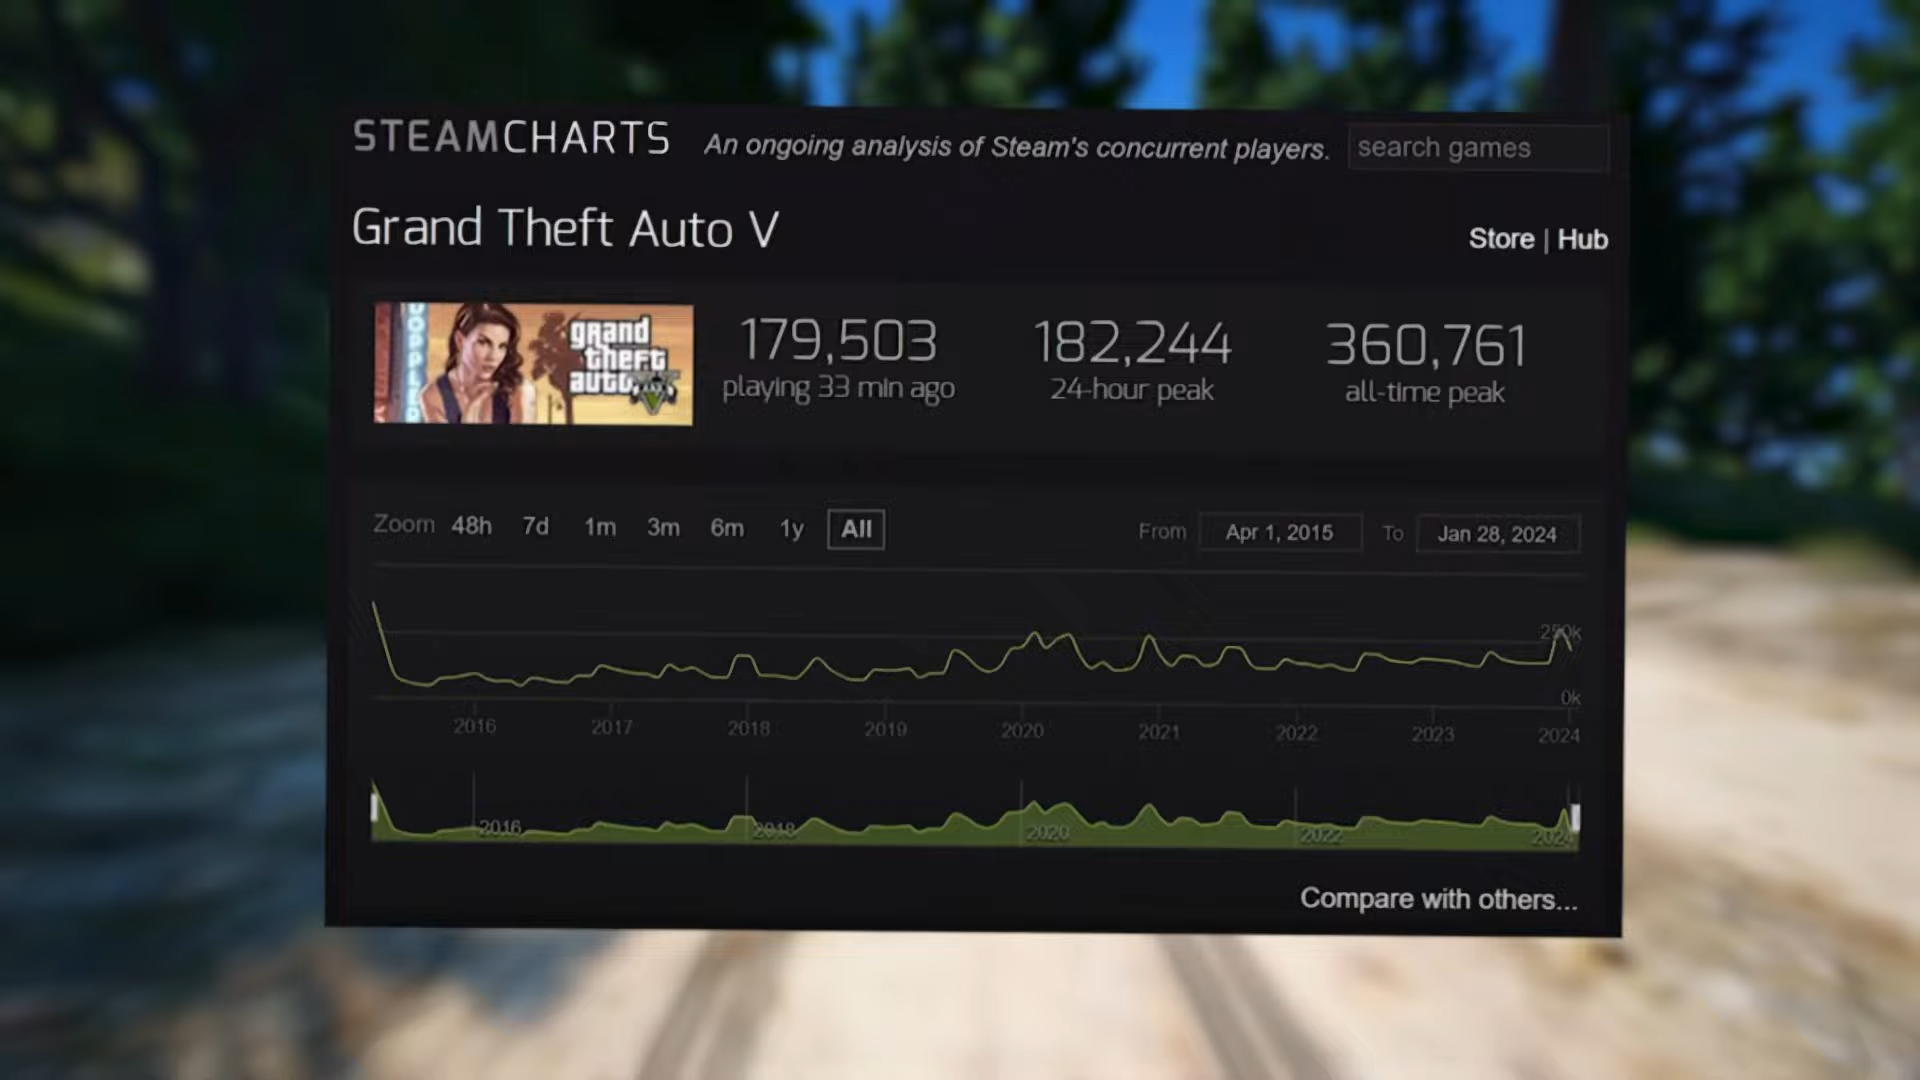 STEAMCHARTS An ongoing analysis of Steam's concurrent players. search games
Grand Theft Auto V
Store | Hub
grand
theft
auto
179,503 182,244 360,761
playing 33 min ago 24-hour peak all-time peak
Zoom 48h 7d 1m 3m 6m 1y All From Apr 1, 2015 To Jan 28, 2024
250k
0k
2016 2017 2018 2019 2020 2021 2022 2023 2024
2016 2018 2020 2022 2024
Compare with others...